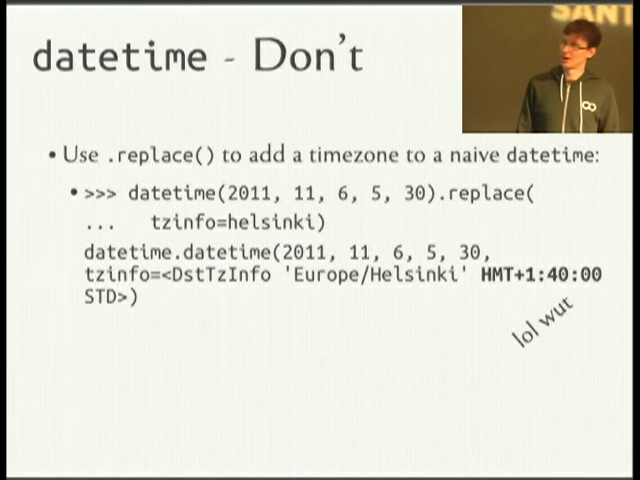 SANT
datetime - Don't
• Use .replace() to add a timezone to a naive datetime:
• >>> datetime(2011, 11, 6, 5, 30).replace(
... tzinfo=helsinki)
datetime.datetime(2011, 11, 6, 5, 30,
tzinfo=<DstTzInfo 'Europe/Helsinki' HMT+1:40:00
STD>)
lol wut